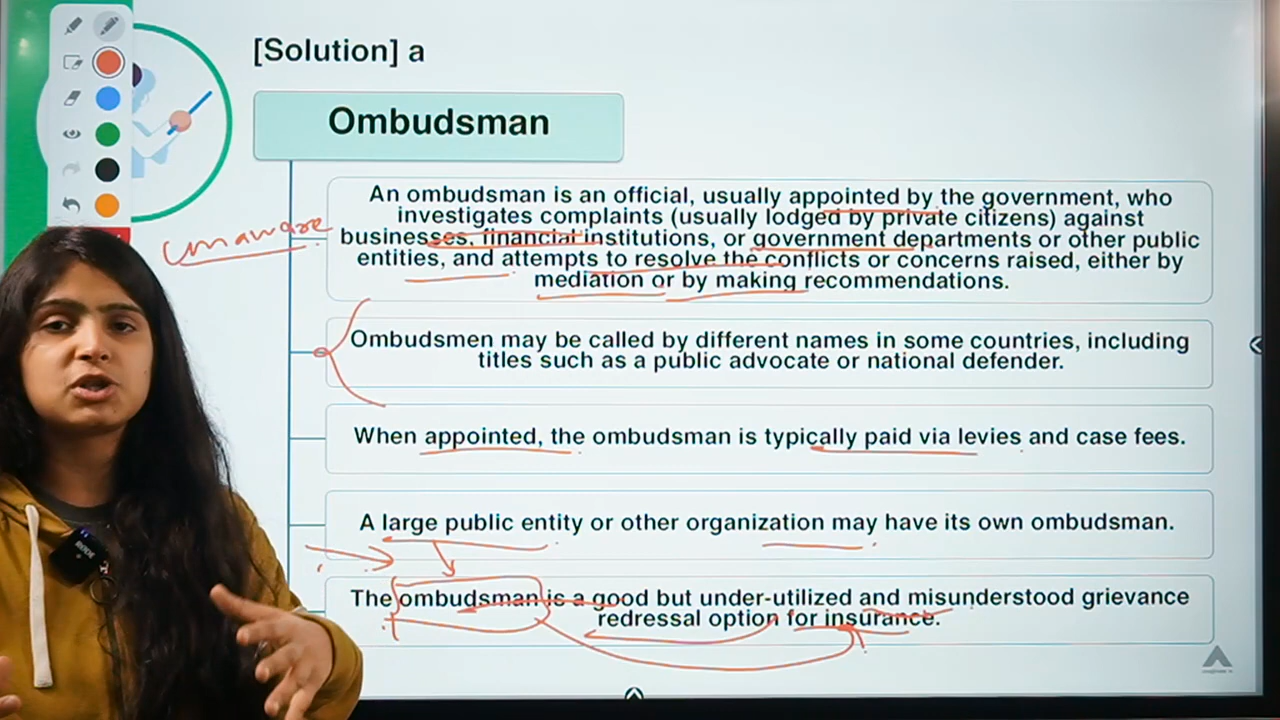 [Solution] a
Ombudsman
An ombudsman is an official, usually appointed by the government, who
investigates complaints (usually lodged by private citizens) against
businesses, financial institutions, or government departments or other public
entities, and attempts to resolve the conflicts or concerns raised, either by
mediation or by making recommendations.
unaware
Ombudsmen may be called by different names in some countries, including
titles such as a public advocate or national defender.
When appointed, the ombudsman is typically paid via levies and case fees.
A large public entity or other organization may have its own ombudsman.
The ombudsman is a good but under-utilized and misunderstood grievance
redressal option for insurance.